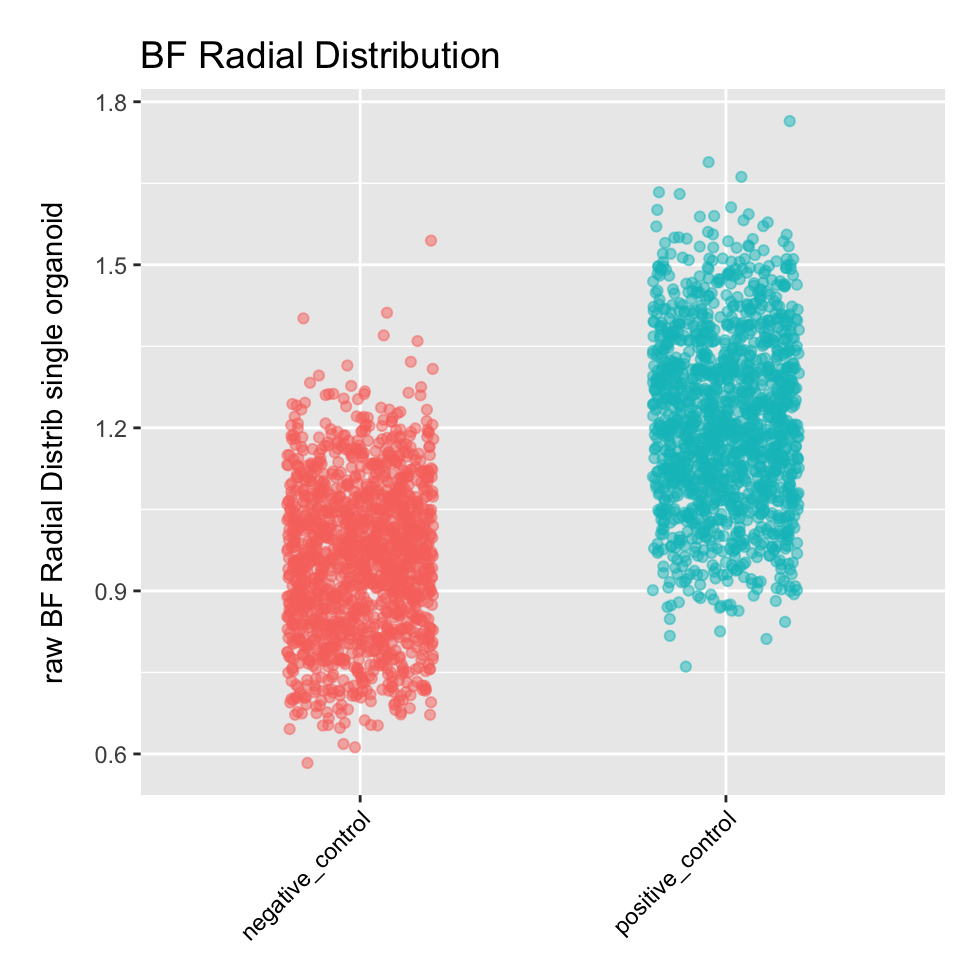 BF Radial Distribution
raw BF Radial Distrib single organoid
1.8
1.5
1.2
0.9
0.6
negative_control
positive_control